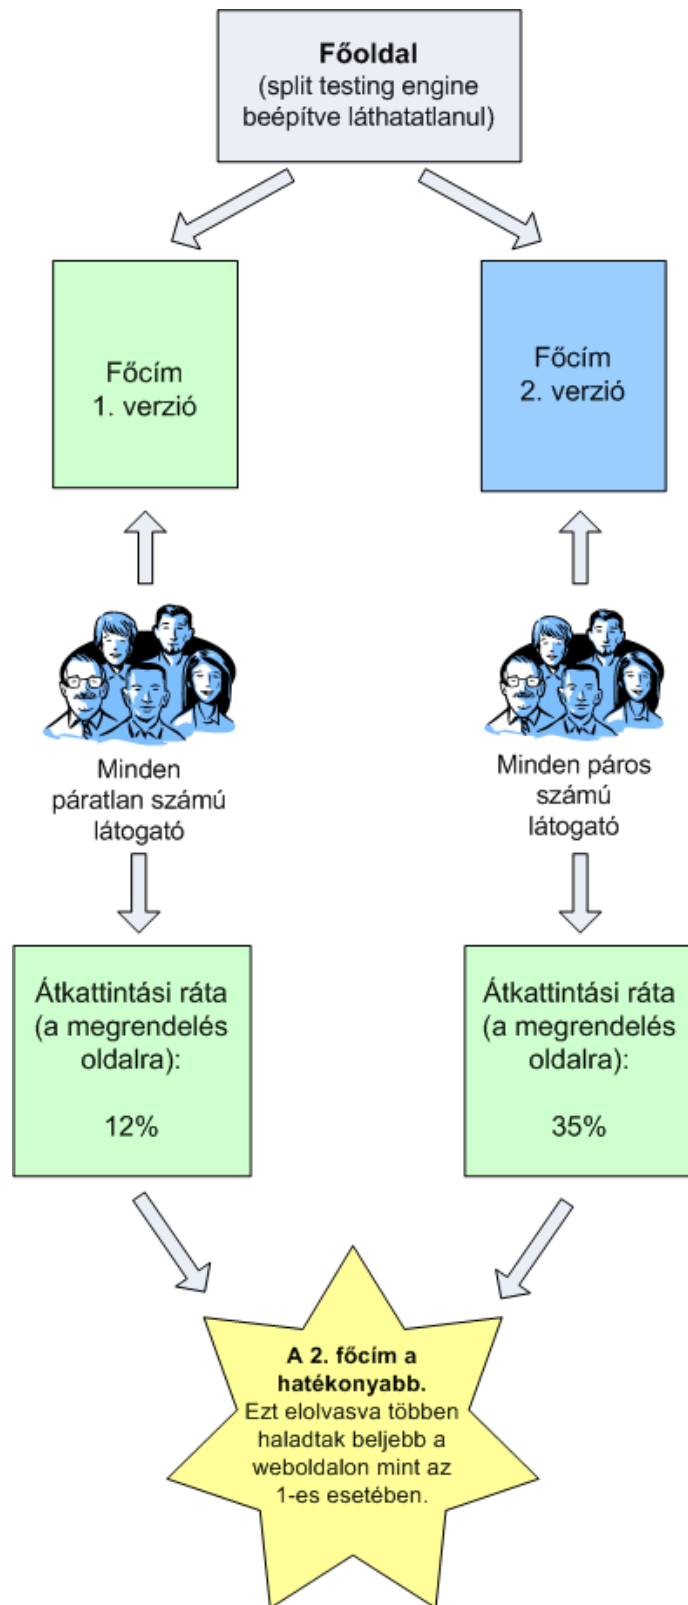 Főoldal
(split testing engine
beépítve láthatatlanul)
Főcím
1. verzió
Főcím
2. verzió
Minden
páratlan számú
látogató
Minden páros
számú
látogató
Átkattintási ráta
(a megrendelés
oldalra):
12%
Átkattintási ráta
(a megrendelés
oldalra):
35%
A 2. főcím a
hatékonyabb.
Ezt elolvasva többen
haladtak beljebb a
weboldalon mint az
1-es esetében.